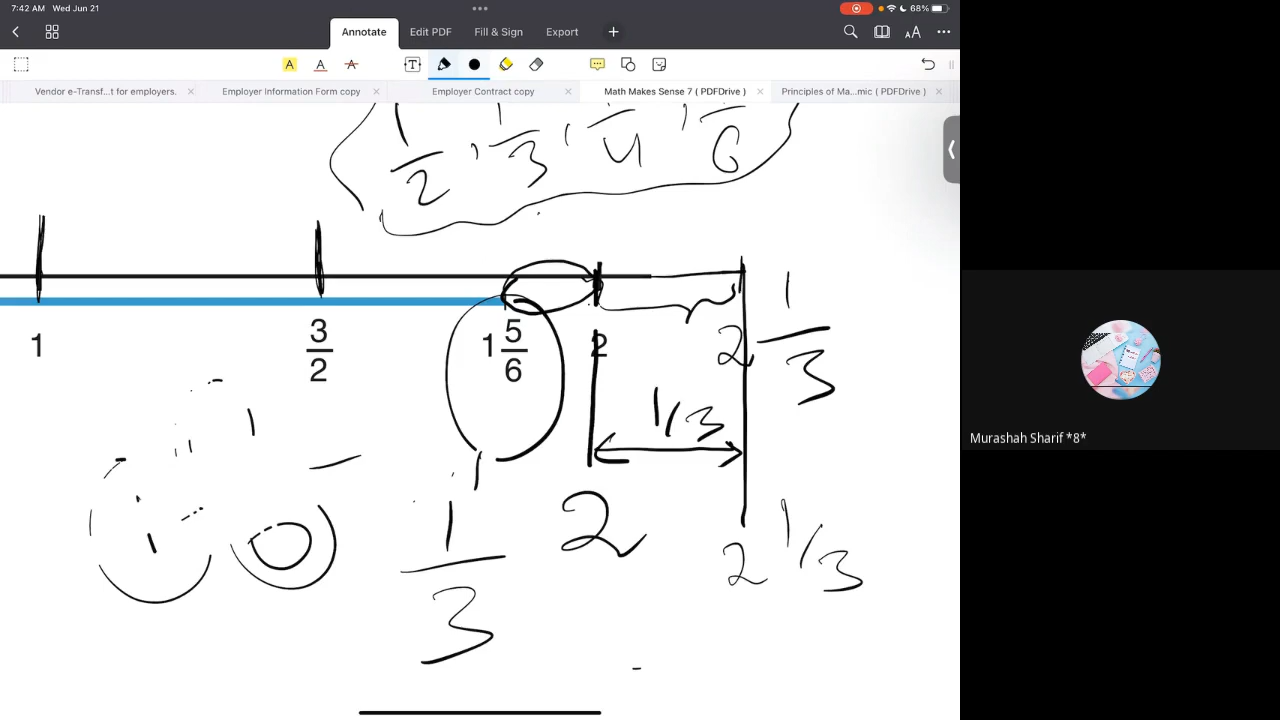 7:42 AM Wed Jun 21
68%
Annotate Edit PDF Fill & Sign Export +
A A A T
Vendor e-Transf...t for employers. × Employer Information Form copy × Employer Contract copy × Math Makes Sense 7 ( PDFDrive ) × Principles of Ma...mic ( PDFDrive ) ×
1/2 , 1/3 , 1/4 , 1/6
1 3/2 1 5/6 2 2 1/3
1/3
1/3 2 2 1/3
Murashah Sharif *8*